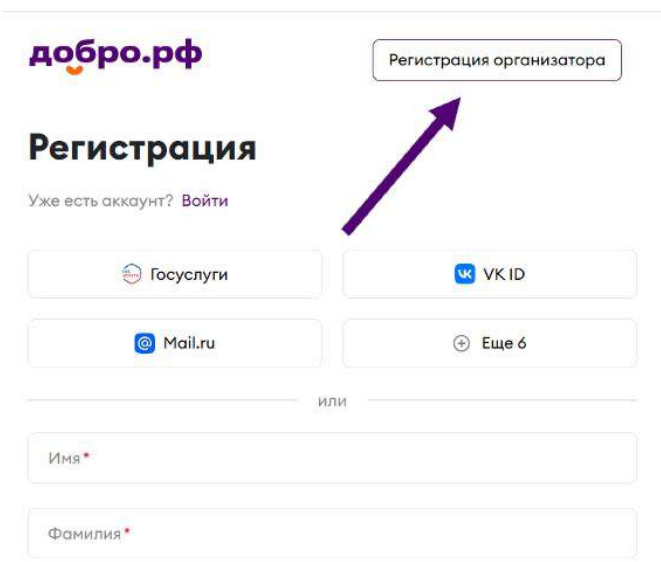 добро.рф
Регистрация организатора
Регистрация
Уже есть аккаунт? Войти
Госуслуги
VK ID
Mail.ru
Еще 6
или
Имя*
Фамилия*